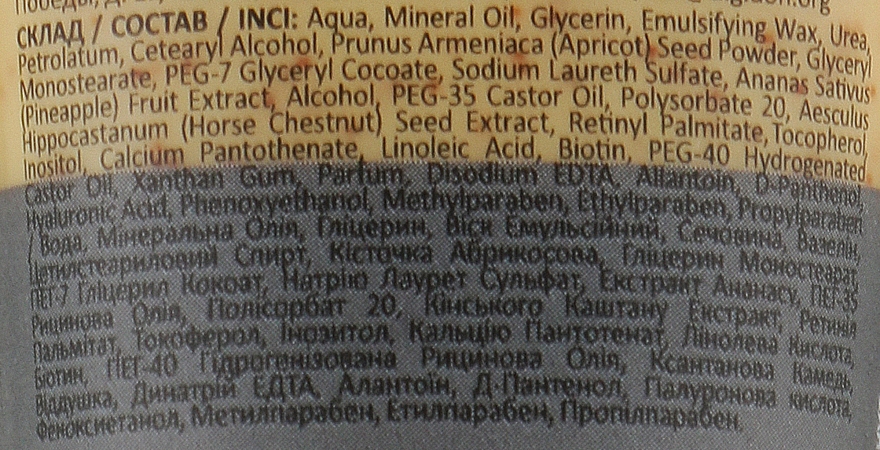 СКЛАД / СОСТАВ / INCI: Aqua, Mineral Oil, Glycerin, Emulsifying Wax, Urea,
Petrolatum, Cetearyl Alcohol, Prunus Armeniaca (Apricot) Seed Powder, Glyceryl
Monostearate, PEG-7 Glyceryl Cocoate, Sodium Laureth Sulfate, Ananas Sativus
(Pineapple) Fruit Extract, Alcohol, PEG-35 Castor Oil, Polysorbate 20, Aesculus
Hippocastanum (Horse Chestnut) Seed Extract, Retinyl Palmitate, Tocopherol,
Inositol, Calcium Pantothenate, Linoleic Acid, Biotin, PEG-40 Hydrogenated
Castor Oil, Xanthan Gum, Parfum, Disodium EDTA, Allantoin, D-Panthenol,
Hyaluronic Acid, Phenoxyethanol, Methylparaben, Ethylparaben, Propylparaben
/ Вода, Мінеральна Олія, Гліцерин, Віск Емульсійний, Сечовина, Вазелін,
Цетилстеариловий Спирт, Кісточка Абрикосова, Гліцерин Моностеарат,
ПЕГ-7 Гліцерил Кокоат, Натрію Лаурет Сульфат, Екстракт Ананасу, ПЕГ-35
Рицинова Олія, Полісорбат 20, Кінського Каштану Екстракт, Ретиніл
Пальмітат, Токоферол, Інозитол, Кальцію Пантотенат, Лінолева Кислота,
Біотин, ПЕГ-40 Гідрогенізована Рицинова Олія, Ксантанова Камедь,
Віддушка, Динатрій ЕДТА, Алантоїн, Д-Пантенол, Гіалуронова кислота,
Феноксиетанол, Метилпарабен, Етилпарабен, Пропілпарабен.